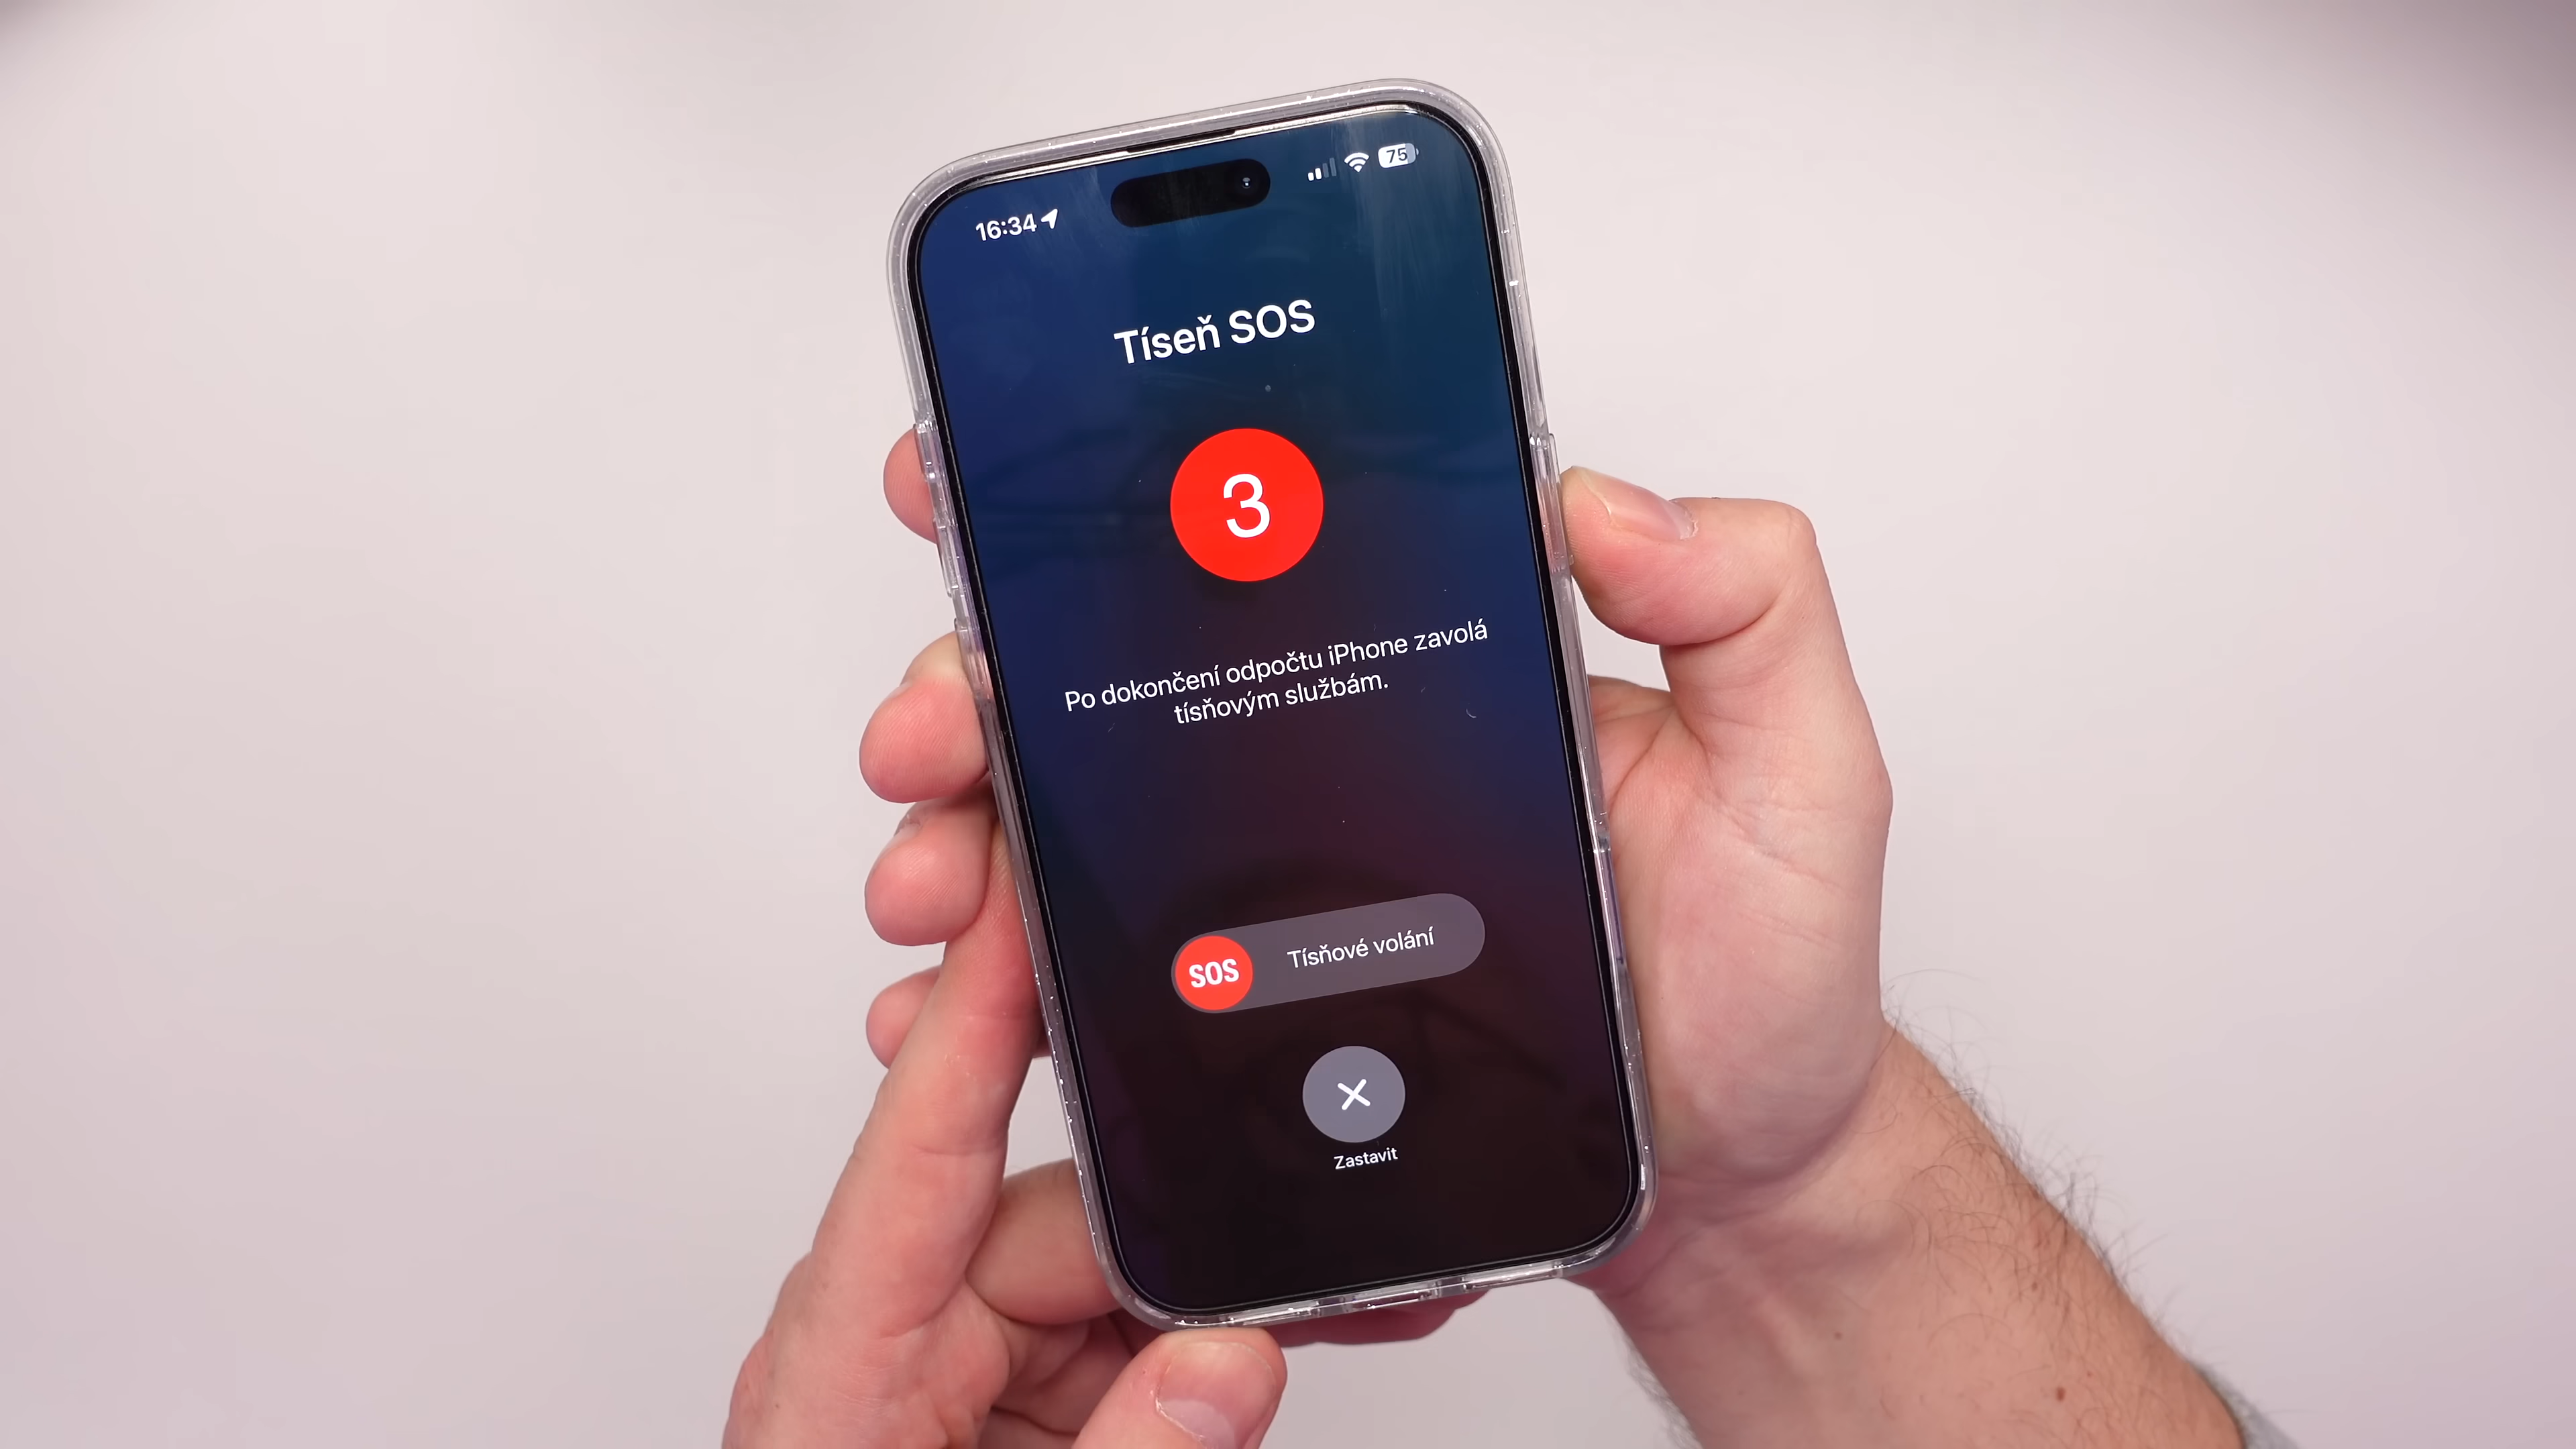 16:34
75
Tíseň SOS
3
Po dokončení odpočtu iPhone zavolá
tísňovým službám.
SOS Tísňové volání
Zastavit